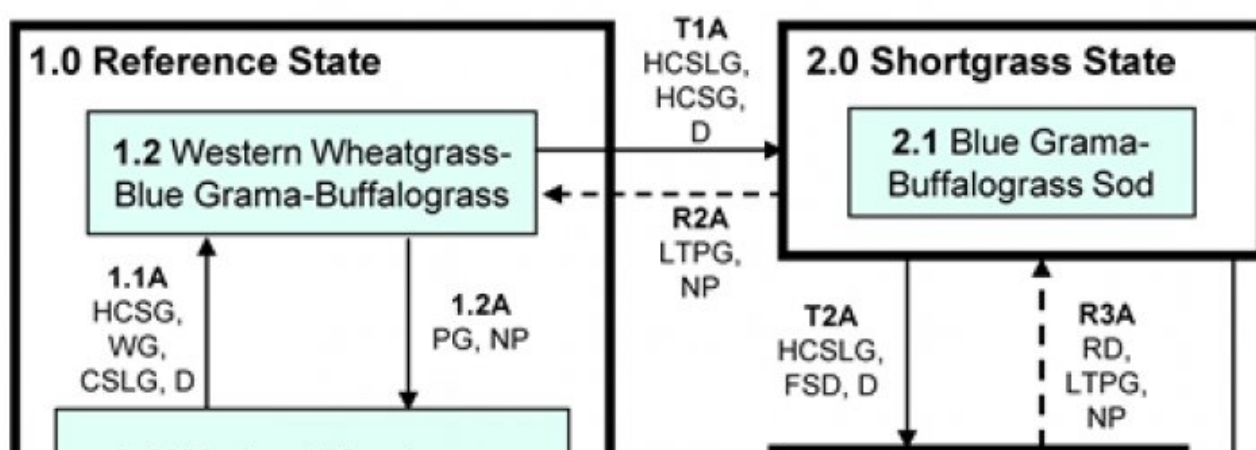 1.0 Reference State
1.2 Western Wheatgrass-
Blue Grama-Buffalograss
1.1A
HCSG,
WG,
CSLG, D
1.2A
PG, NP
T1A
HCSLG,
HCSG,
D
R2A
LTPG,
NP
2.0 Shortgrass State
2.1 Blue Grama-
Buffalograss Sod
T2A
HCSLG,
FSD, D
R3A
RD,
LTPG,
NP